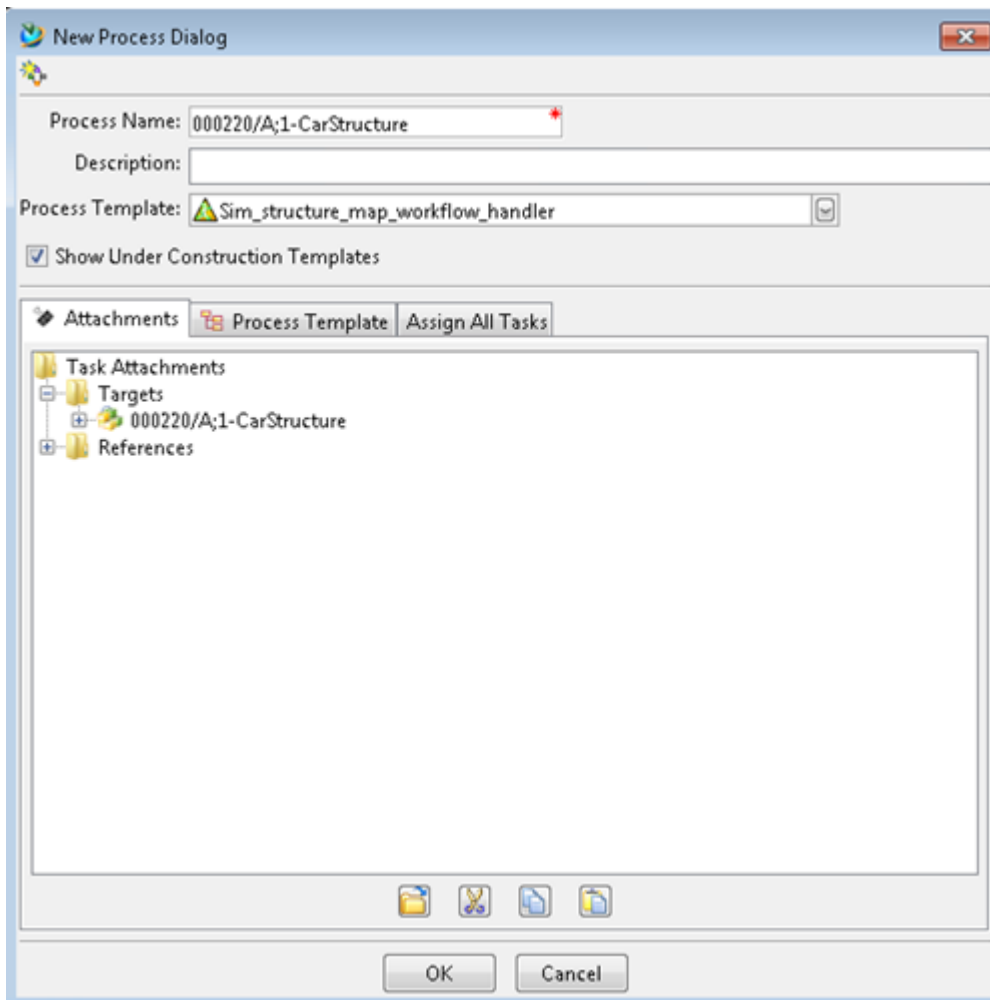 New Process Dialog
Process Name: 000220/A;1-CarStructure *
Description:
Process Template: Sim_structure_map_workflow_handler
Show Under Construction Templates
Attachments Process Template Assign All Tasks
Task Attachments
Targets
000220/A;1-CarStructure
References
OK Cancel